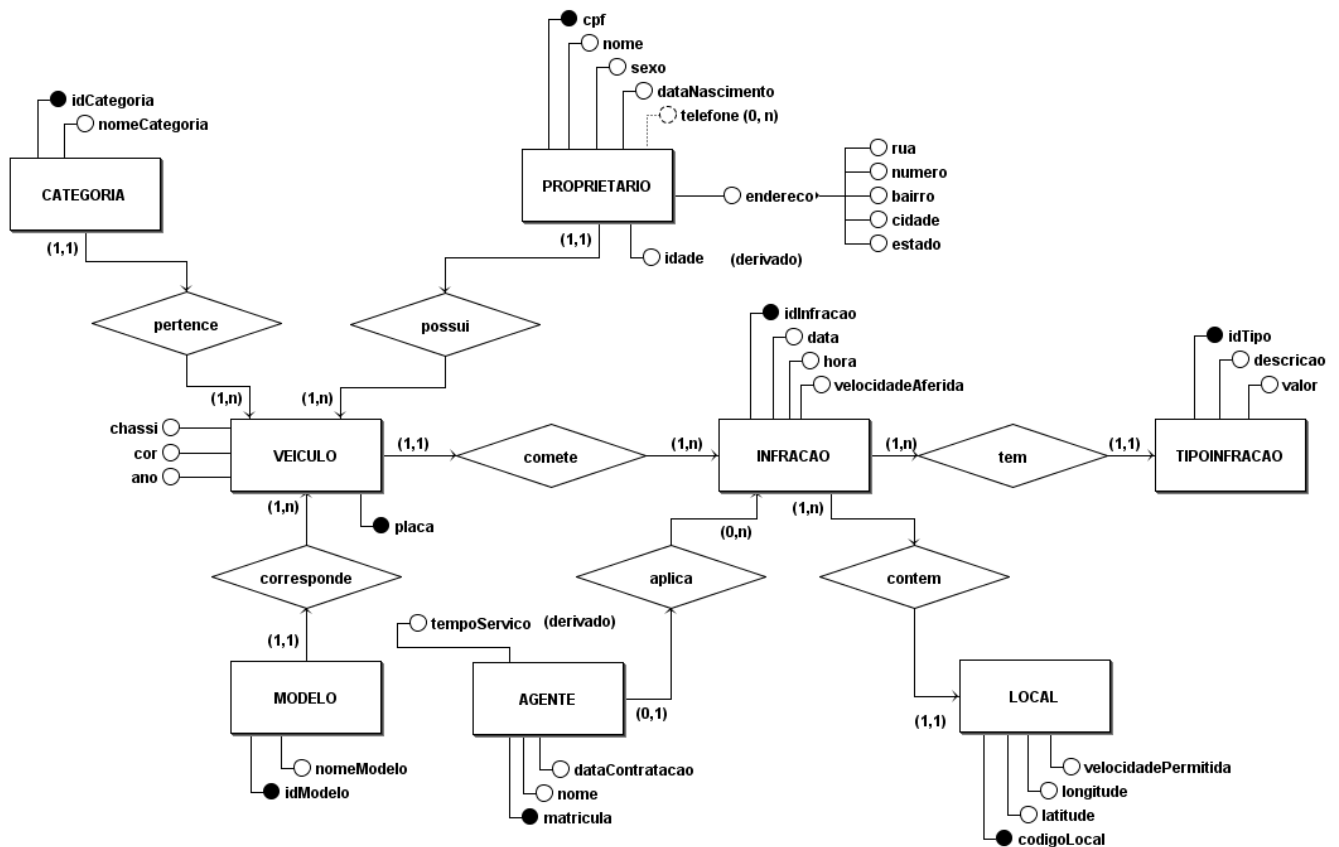 cpf
nome
sexo
dataNascimento
telefone (0, n)
idCategoria
nomeCategoria
CATEGORIA
PROPRIETARIO
endereco
rua
numero
bairro
cidade
estado
(1,1)
(1,1)
idade (derivado)
pertence
possui
idInfracao
data
hora
velocidadeAferida
idTipo
descricao
valor
(1,n)
(1,n)
chassi
cor
ano
VEICULO
(1,1)
comete
(1,n)
INFRACAO
(1,n)
tem
(1,1)
TIPOINFRACAO
(1,n)
placa
(0,n)
(1,n)
corresponde
aplica
contem
tempoServico (derivado)
(1,1)
MODELO
AGENTE
(0,1)
LOCAL
(1,1)
nomeModelo
idModelo
dataContratacao
nome
matricula
velocidadePermitida
longitude
latitude
codigoLocal